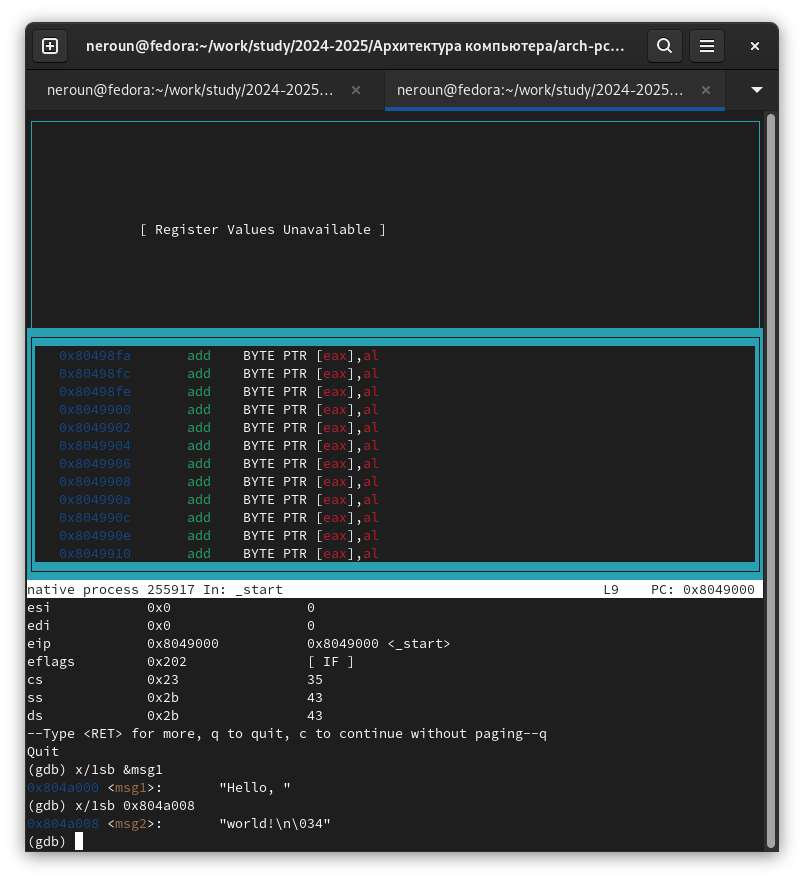 neroun@fedora:~/work/study/2024-2025/Архитектура компьютера/arch-pc…
neroun@fedora:~/work/study/2024-2025… neroun@fedora:~/work/study/2024-2025…
[ Register Values Unavailable ]
0x80498fa add BYTE PTR [eax],al
0x80498fc add BYTE PTR [eax],al
0x80498fe add BYTE PTR [eax],al
0x8049900 add BYTE PTR [eax],al
0x8049902 add BYTE PTR [eax],al
0x8049904 add BYTE PTR [eax],al
0x8049906 add BYTE PTR [eax],al
0x8049908 add BYTE PTR [eax],al
0x804990a add BYTE PTR [eax],al
0x804990c add BYTE PTR [eax],al
0x804990e add BYTE PTR [eax],al
0x8049910 add BYTE PTR [eax],al
native process 255917 In: _start L9 PC: 0x8049000
esi 0x0 0
edi 0x0 0
eip 0x8049000 0x8049000 <_start>
eflags 0x202 [ IF ]
cs 0x23 35
ss 0x2b 43
ds 0x2b 43
--Type <RET> for more, q to quit, c to continue without paging--q
Quit
(gdb) x/1sb &msg1
0x804a000 <msg1>: "Hello, "
(gdb) x/1sb 0x804a008
0x804a008 <msg2>: "world!\n\034"
(gdb)